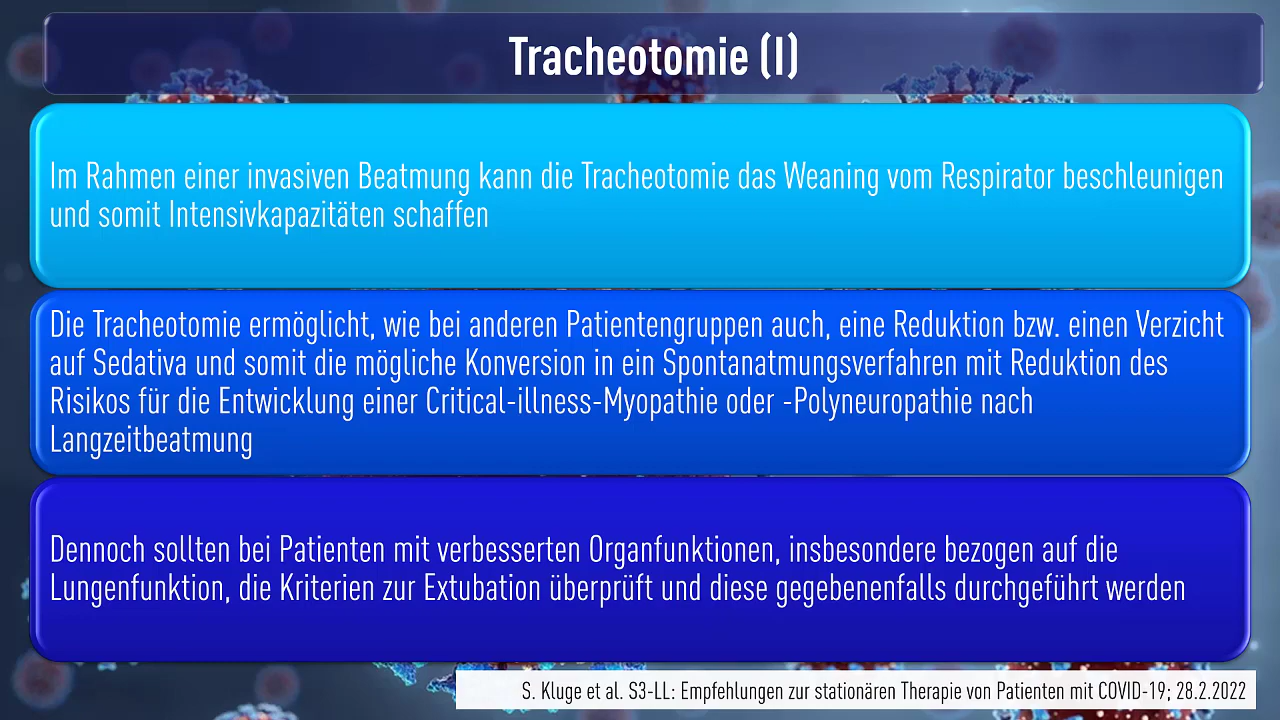 Tracheotomie (I)
Im Rahmen einer invasiven Beatmung kann die Tracheotomie das Weaning vom Respirator beschleunigen
und somit Intensivkapazitäten schaffen
Die Tracheotomie ermöglicht, wie bei anderen Patientengruppen auch, eine Reduktion bzw. einen Verzicht
auf Sedativa und somit die mögliche Konversion in ein Spontanatmungsverfahren mit Reduktion des
Risikos für die Entwicklung einer Critical-illness-Myopathie oder -Polyneuropathie nach
Langzeitbeatmung
Dennoch sollten bei Patienten mit verbesserten Organfunktionen, insbesondere bezogen auf die
Lungenfunktion, die Kriterien zur Extubation überprüft und diese gegebenenfalls durchgeführt werden
S. Kluge et al. S3-LL: Empfehlungen zur stationären Therapie von Patienten mit COVID-19; 28.2.2022